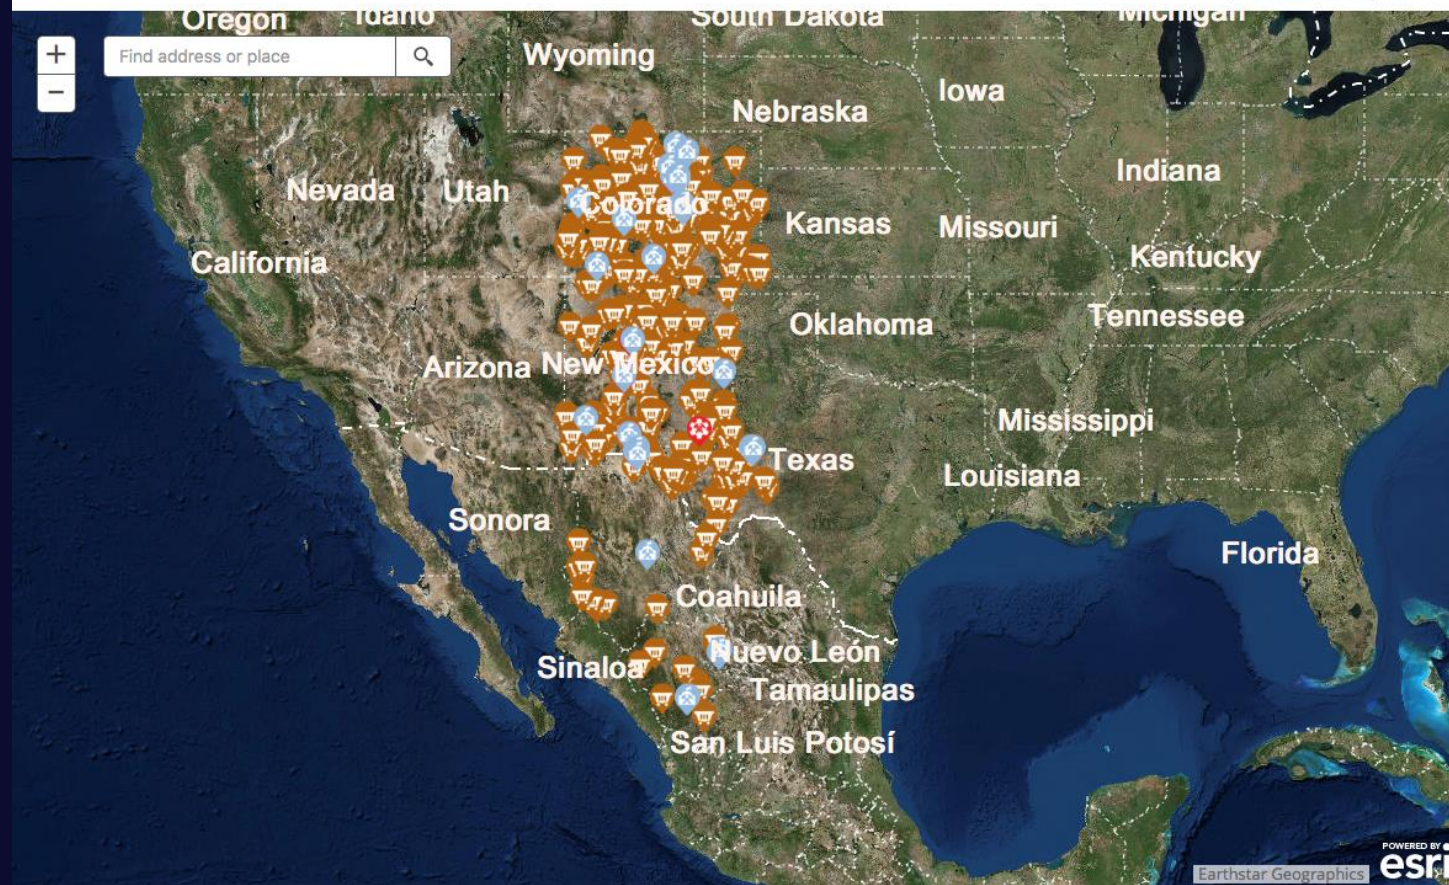 Oregon
Idaho
South Dakota
Michigan
+
Find address or place
Wyoming
−
Iowa
Nebraska
Indiana
Nevada
Utah
Colorado
Kansas
Missouri
California
Kentucky
Oklahoma
Tennessee
Arizona
New Mexico
Mississippi
Texas
Louisiana
Sonora
Florida
Coahuila
Sinaloa
Nuevo León
Tamaulipas
San Luis Potosí
POWERED BY
esri
Earthstar Geographics